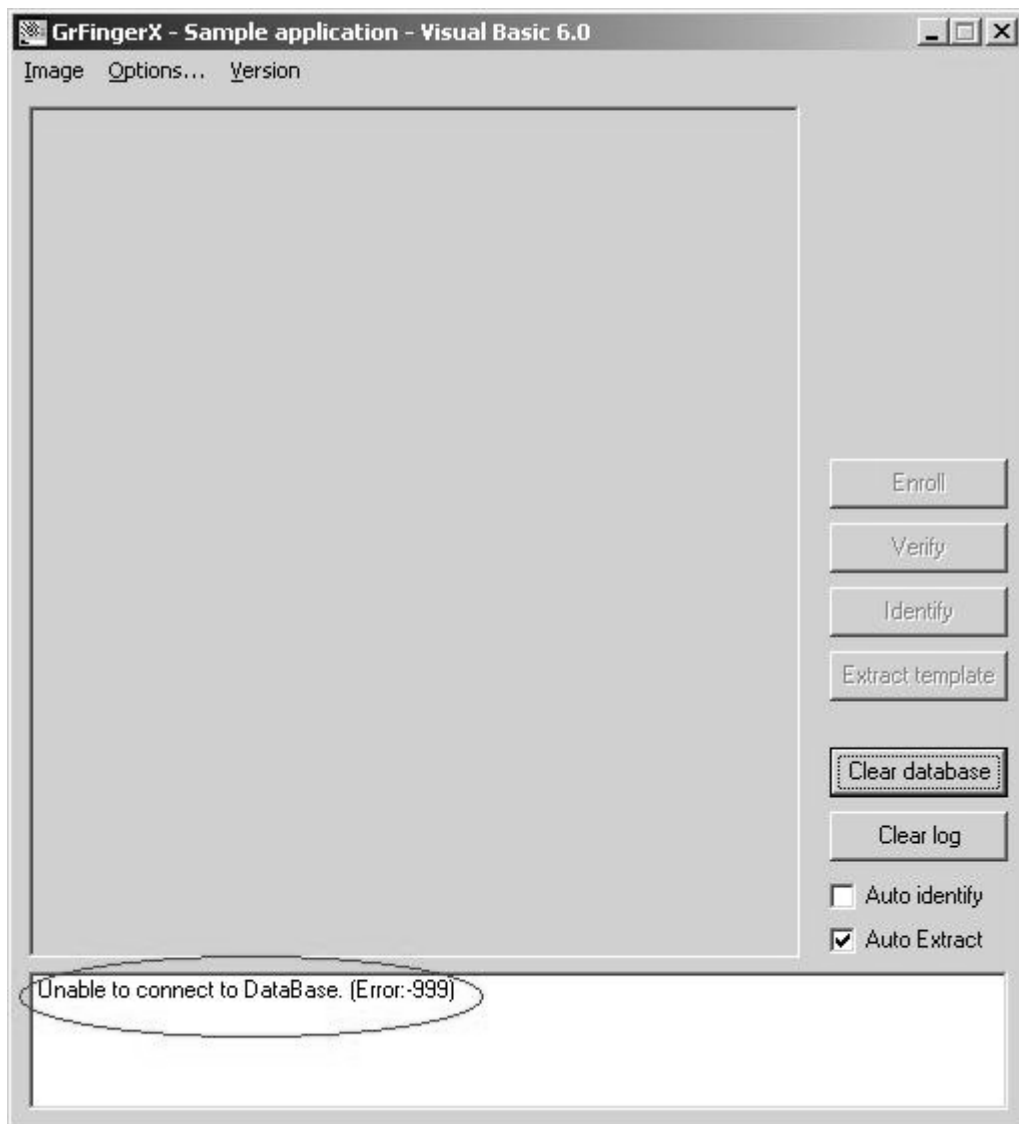 GrFingerX - Sample application - Visual Basic 6.0
Image Options... Version
Enroll
Verify
Identify
Extract template
Clear database
Clear log
Auto identify
Auto Extract
Unable to connect to DataBase. (Error:-999)